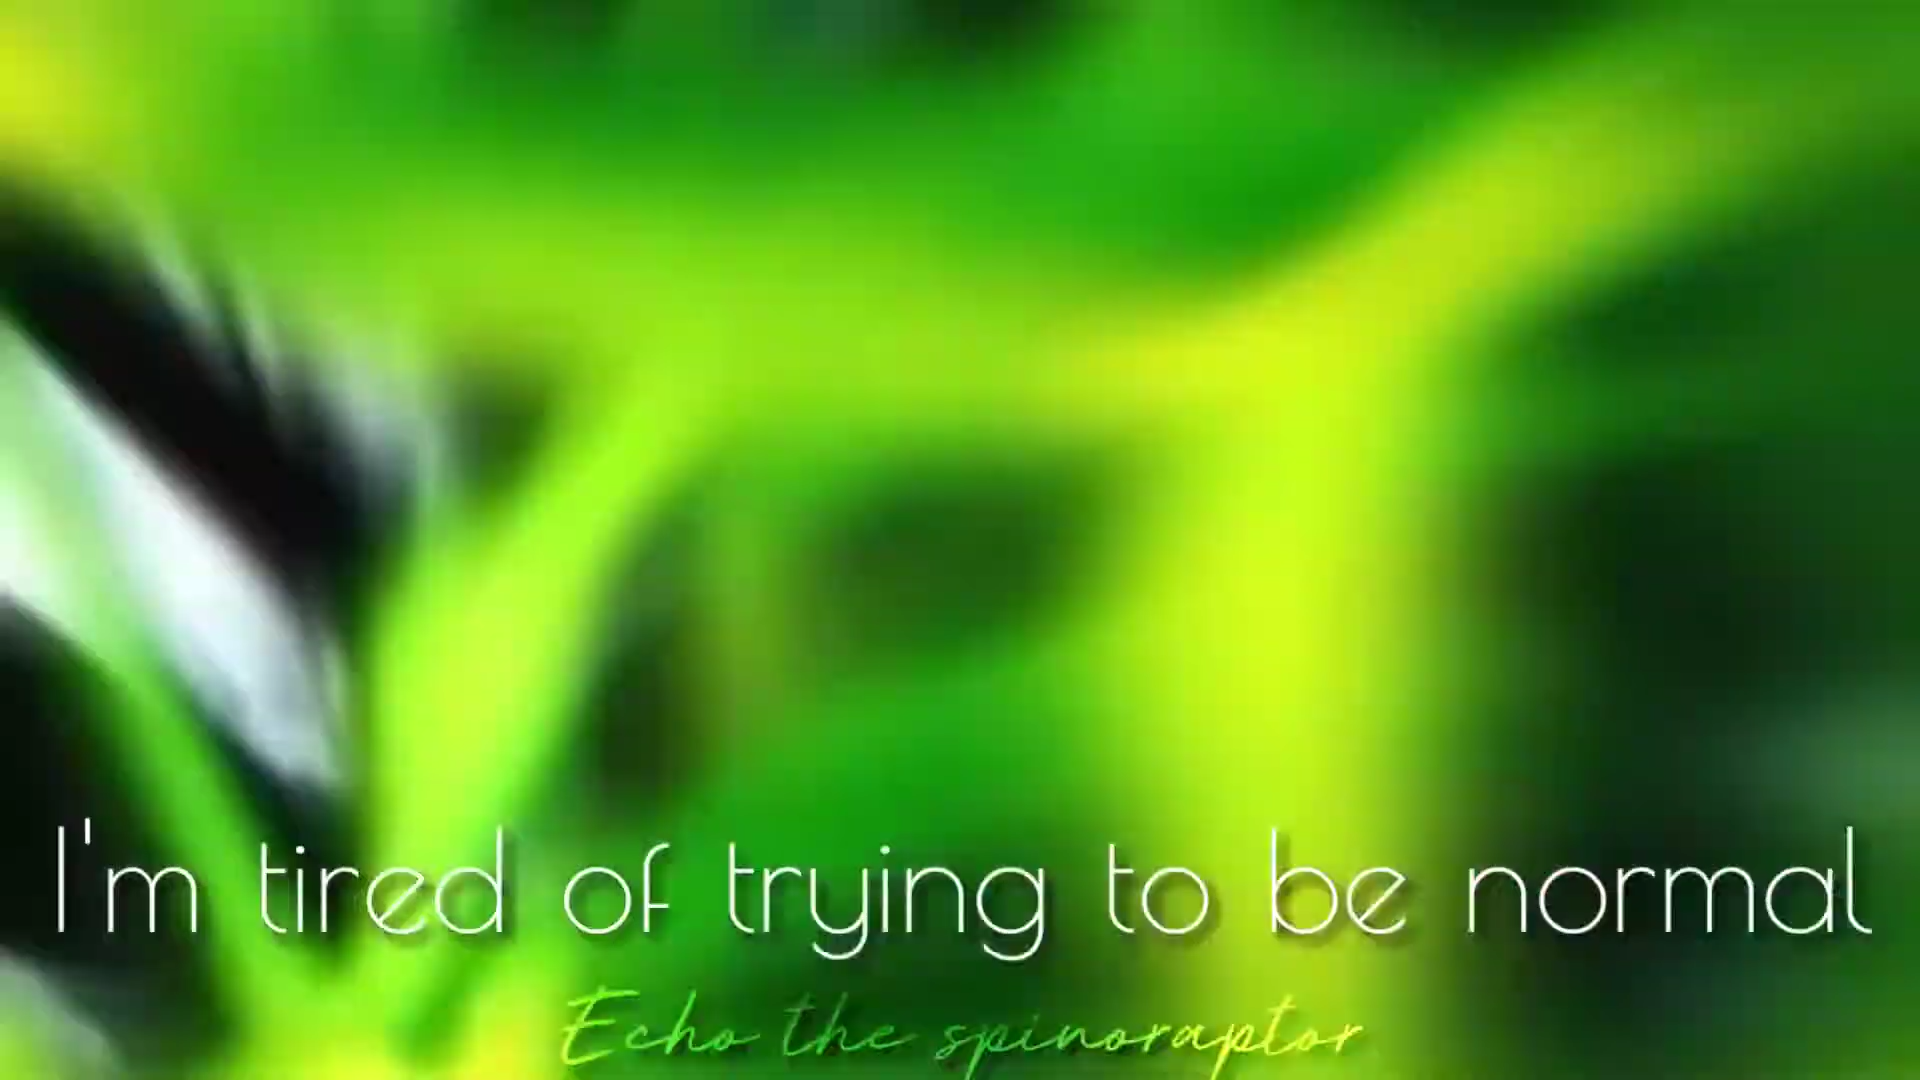 I'm tired of trying to be normal
Echo the spinoraptor